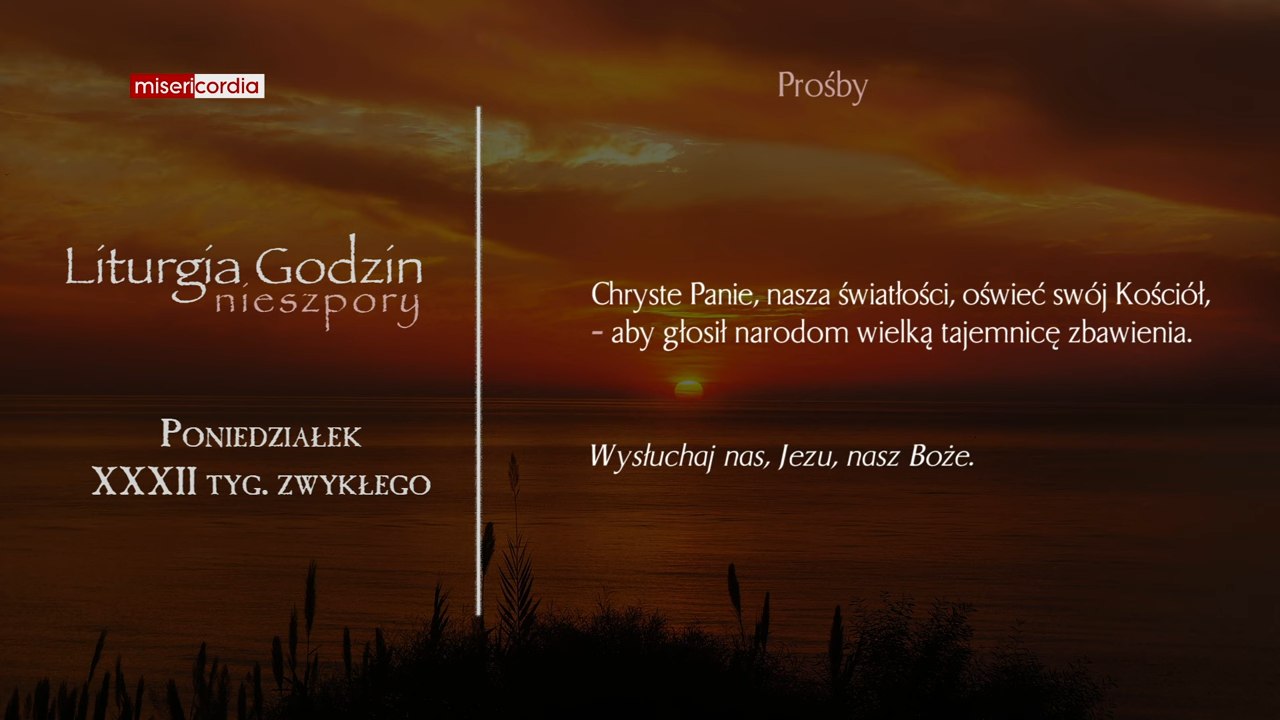 misericordia
Liturgia Godzin
nieszpory
Poniedziałek
XXXII tyg. zwykłego
Prośby
Chryste Panie, nasza światłości, oświeć swój Kościół,
- aby głosił narodom wielką tajemnicę zbawienia.
Wysłuchaj nas, Jezu, nasz Boże.